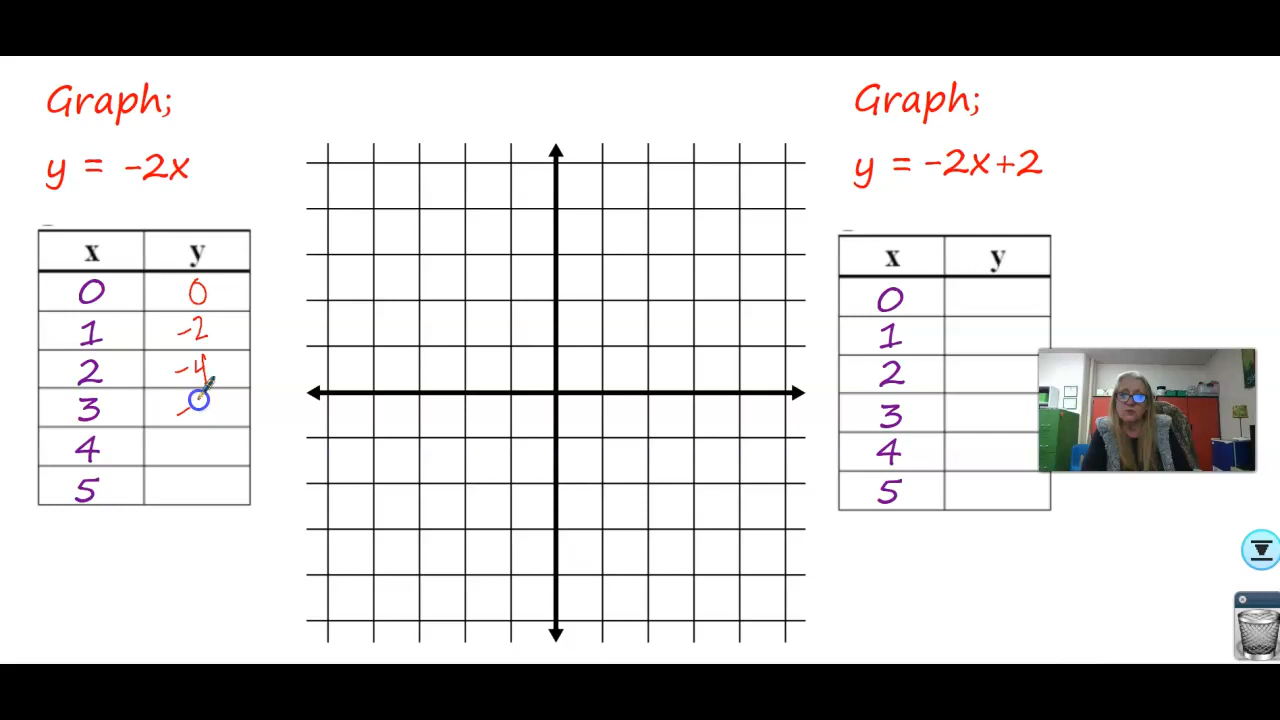 Graph;
y = -2x
x y
0 0
1 -2
2 -4
3 -
4
5
Graph;
y = -2x+2
x y
0
1
2
3
4
5